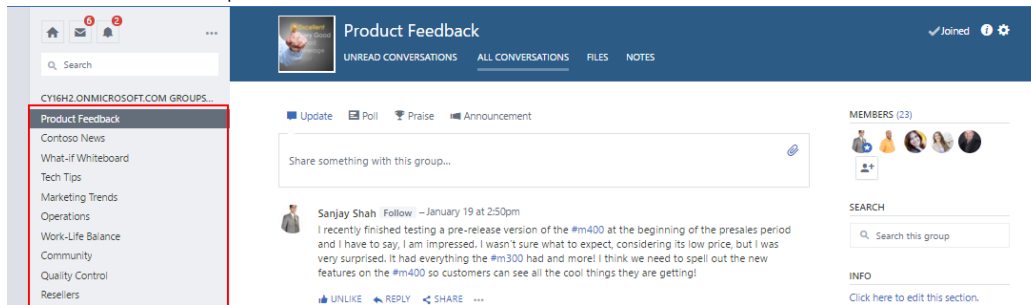 6
2
Search
CY16H2.ONMICROSOFT.COM GROUPS...
Product Feedback
Contoso News
What-if Whiteboard
Tech Tips
Marketing Trends
Operations
Work-Life Balance
Community
Quality Control
Resellers
Excellent
Very Good
Product Feedback
UNREAD CONVERSATIONS ALL CONVERSATIONS FILES NOTES
Joined
Update Poll Praise Announcement
Share something with this group...
Sanjay Shah Follow – January 19 at 2:50pm
I recently finished testing a pre-release version of the #m400 at the beginning of the presales period
and I have to say, I am impressed. I wasn't sure what to expect, considering its low price, but I was
very surprised. It had everything the #m300 had and more! I think we need to spell out the new
features on the #m400 so customers can see all the cool things they are getting!
UNLIKE REPLY SHARE
MEMBERS (23)
SEARCH
Search this group
INFO
Click here to edit this section.